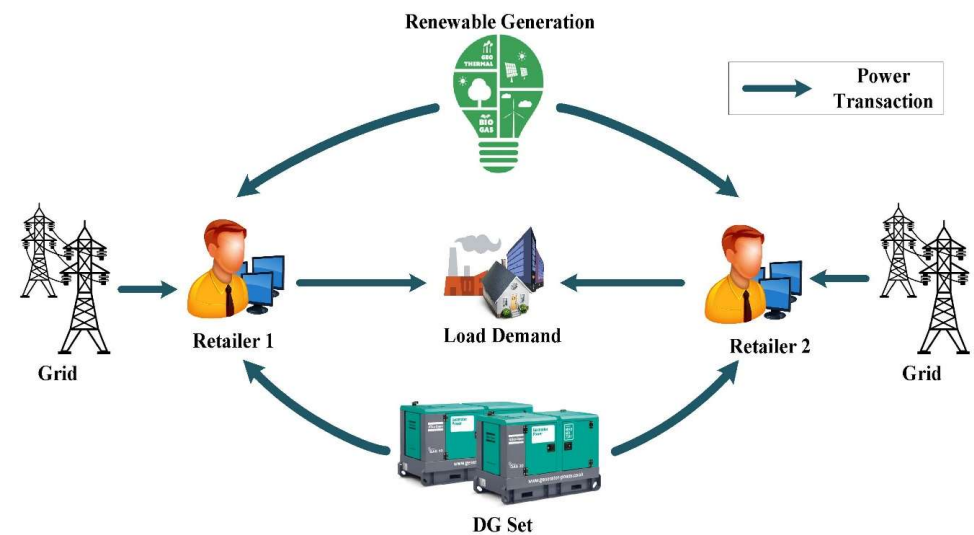 Renewable Generation
GEO
THERMAL
BIO
GAS
Power
Transaction
Retailer 1
Load Demand
Retailer 2
Grid
Grid
DG Set